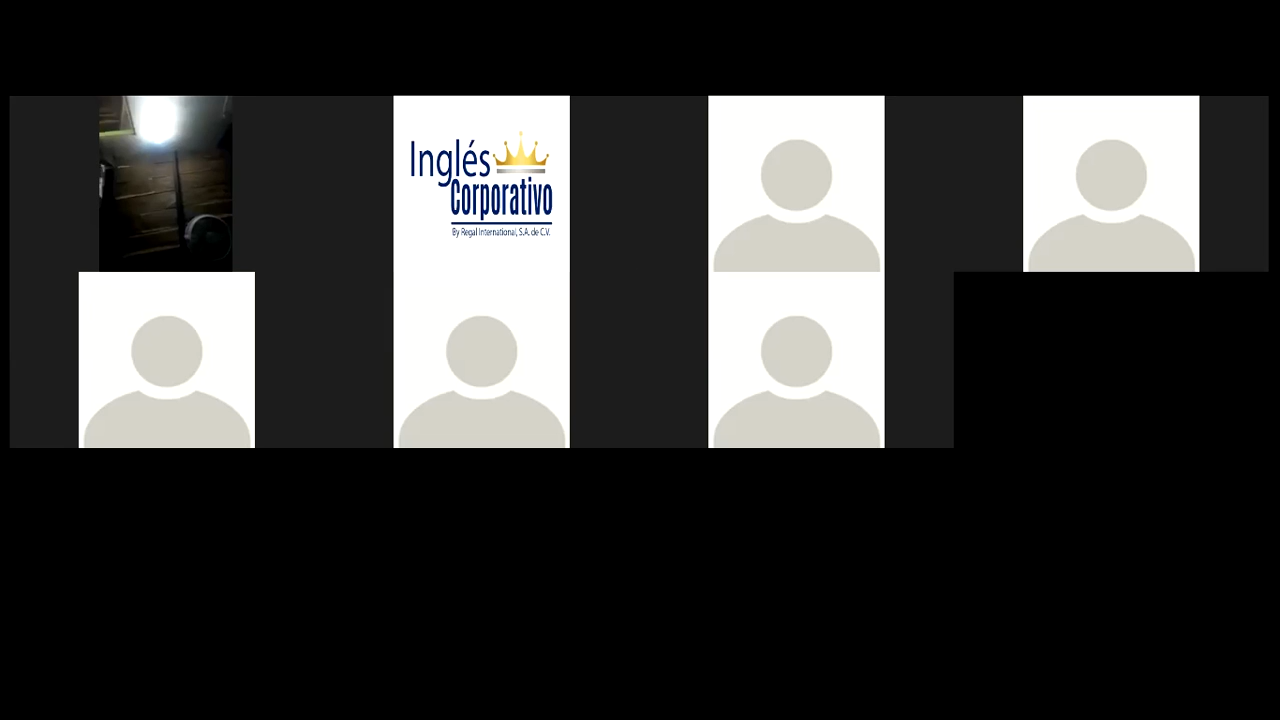 Inglés
Corporativo
By Regal International, S.A. de C.V.